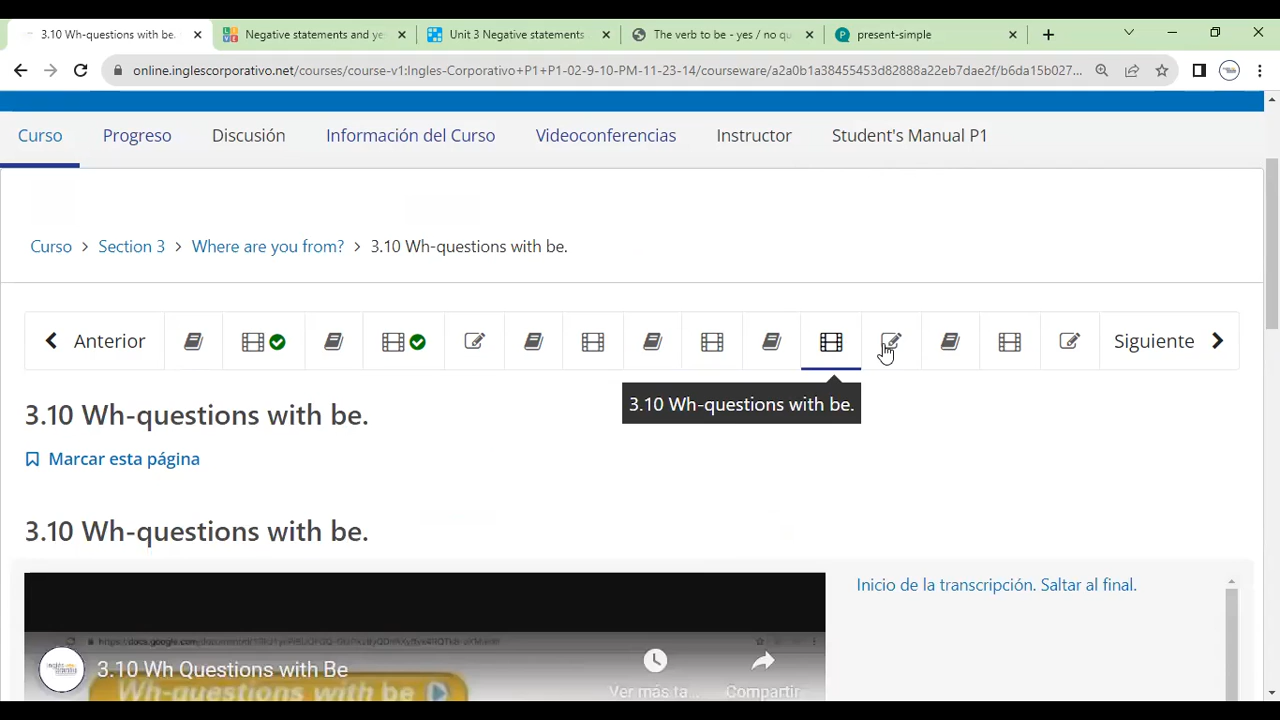 3.10 Wh-questions with be.
Negative statements and ye
Unit 3 Negative statements
The verb to be - yes / no qu
present-simple
online.inglescorporativo.net/courses/course-v1:Ingles-Corporativo+P1+P1-02-9-10-PM-11-23-14/courseware/a2a0b1a38455453d82888a22eb7dae2f/b6da15b027...
Curso Progreso Discusión Información del Curso Videoconferencias Instructor Student's Manual P1
Curso > Section 3 > Where are you from? > 3.10 Wh-questions with be.
Anterior
Siguiente
3.10 Wh-questions with be.
3.10 Wh-questions with be.
Marcar esta página
3.10 Wh-questions with be.
Inicio de la transcripción. Saltar al final.
3.10 Wh Questions with Be
Wh-questions with be
Ver más ta...
Compartir